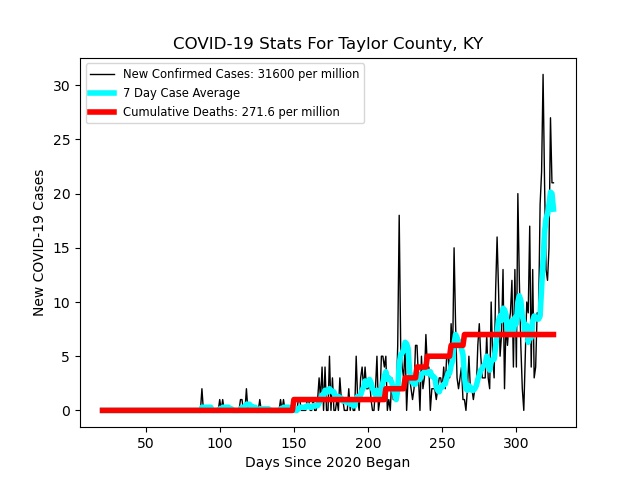 COVID-19 Stats For Taylor County, KY
New Confirmed Cases: 31600 per million
7 Day Case Average
Cumulative Deaths: 271.6 per million
New COVID-19 Cases
30
25
20
15
10
5
0
50 100 150 200 250 300
Days Since 2020 Began